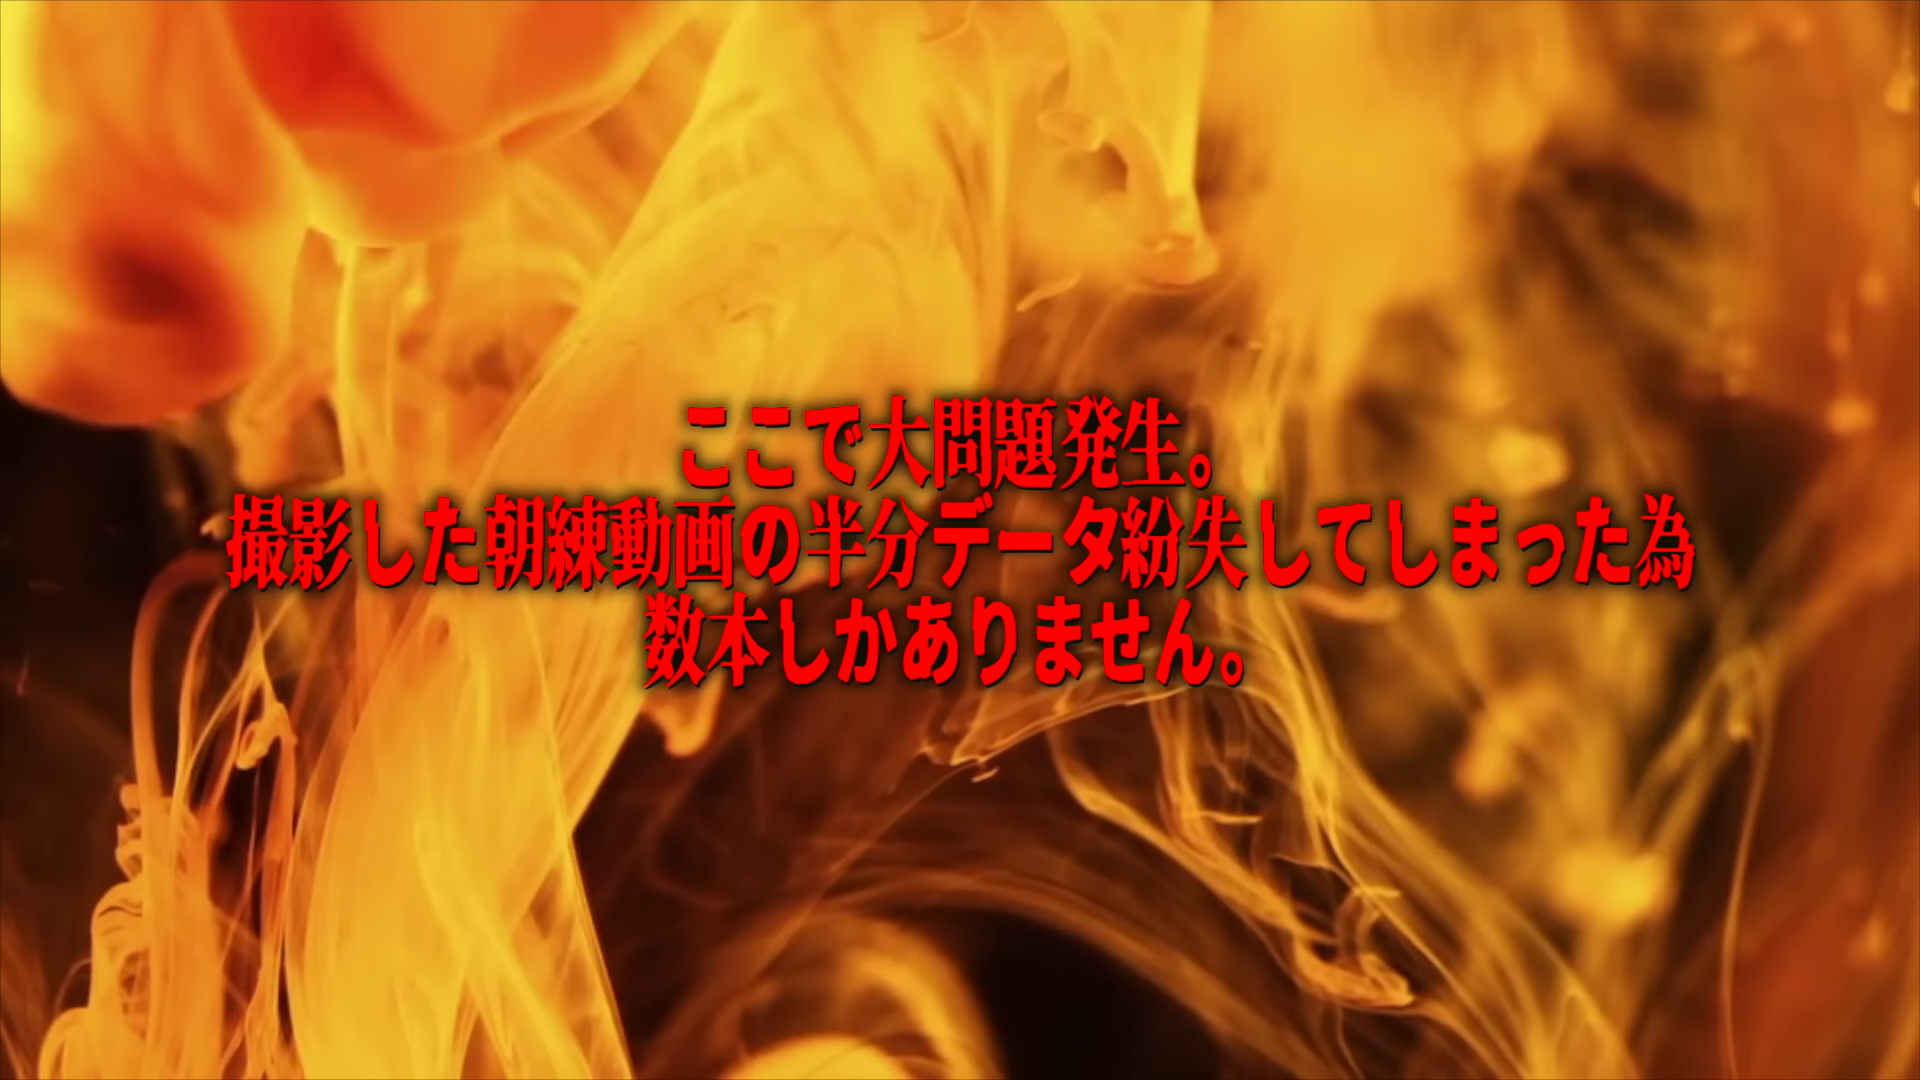 ここで大問題発生。
撮影した朝練動画の半分データ紛失してしまった為
数本しかありません。